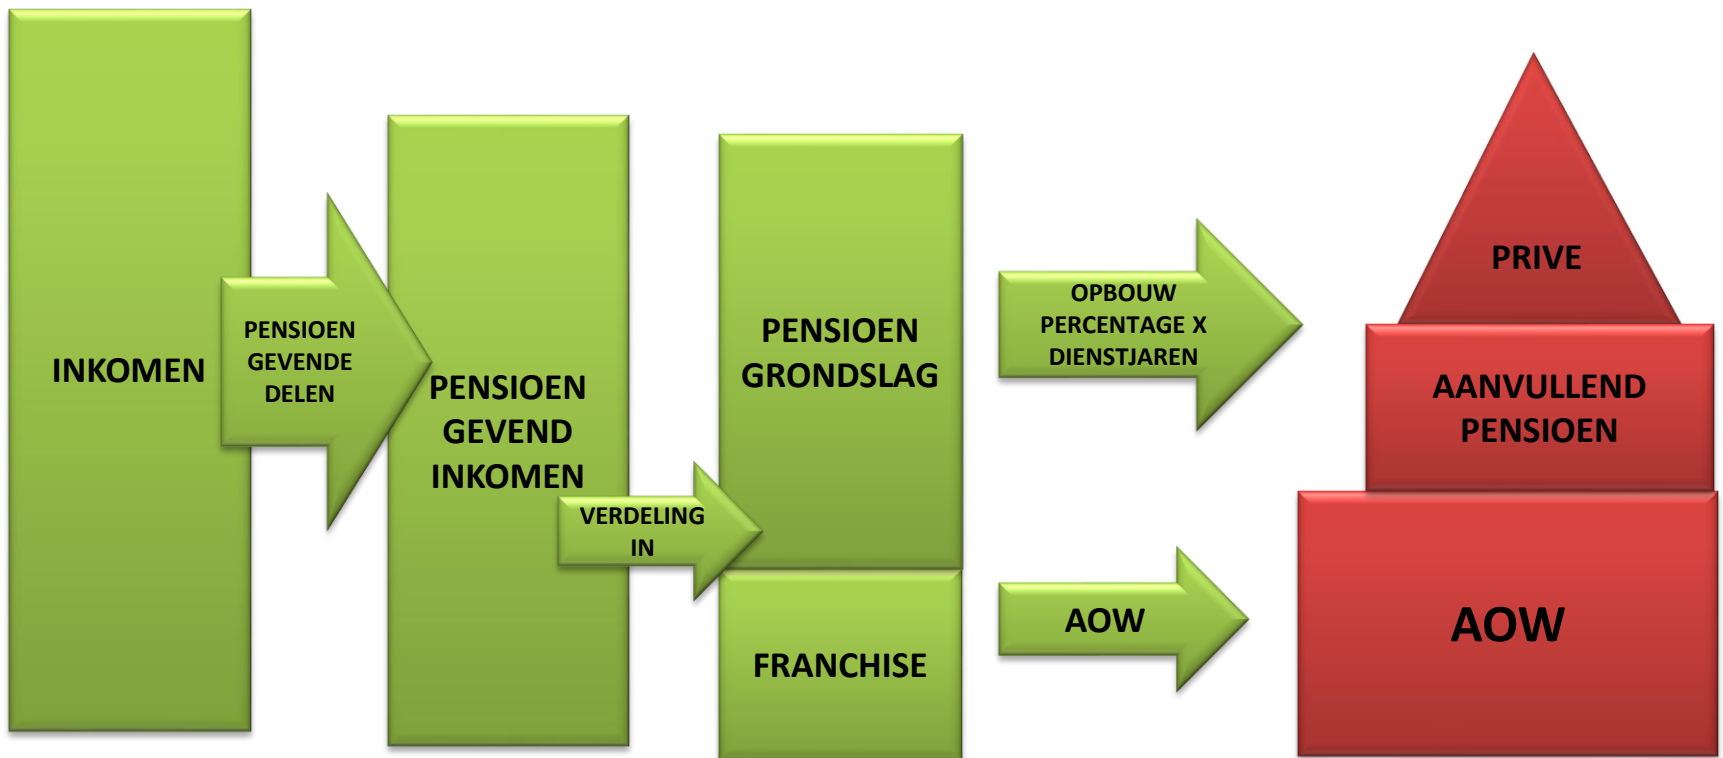 INKOMEN
PENSIOEN
GEVENDE
DELEN
PENSIOEN
GEVEND
INKOMEN
VERDELING
IN
PENSIOEN
GRONDSLAG
FRANCHISE
OPBOUW
PERCENTAGE X
DIENSTJAREN
AOW
PRIVE
AANVULLEND
PENSIOEN
AOW